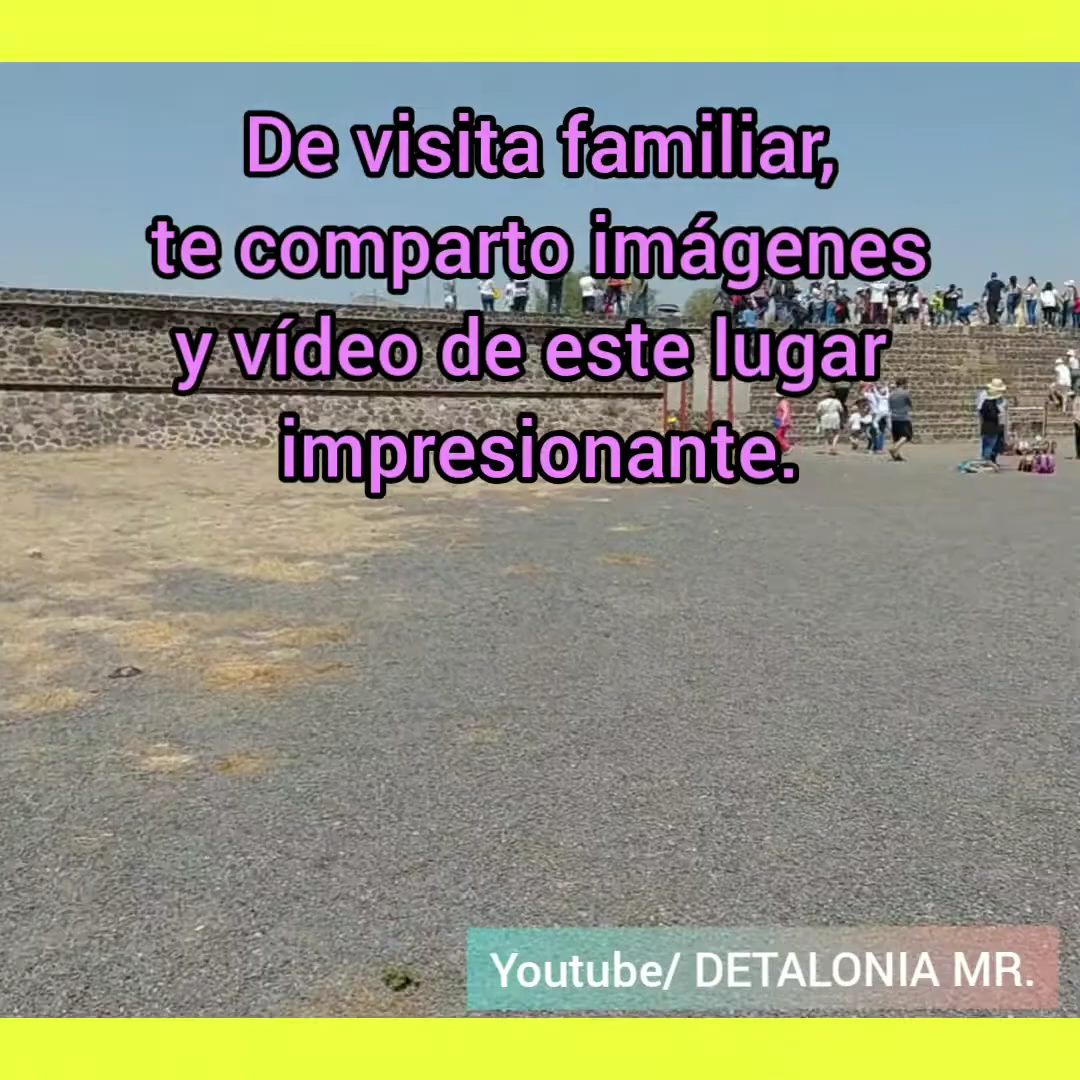 De visita familiar,
te comparto imágenes
y vídeo de este lugar
impresionante.
Youtube/ DETALONIA MR.